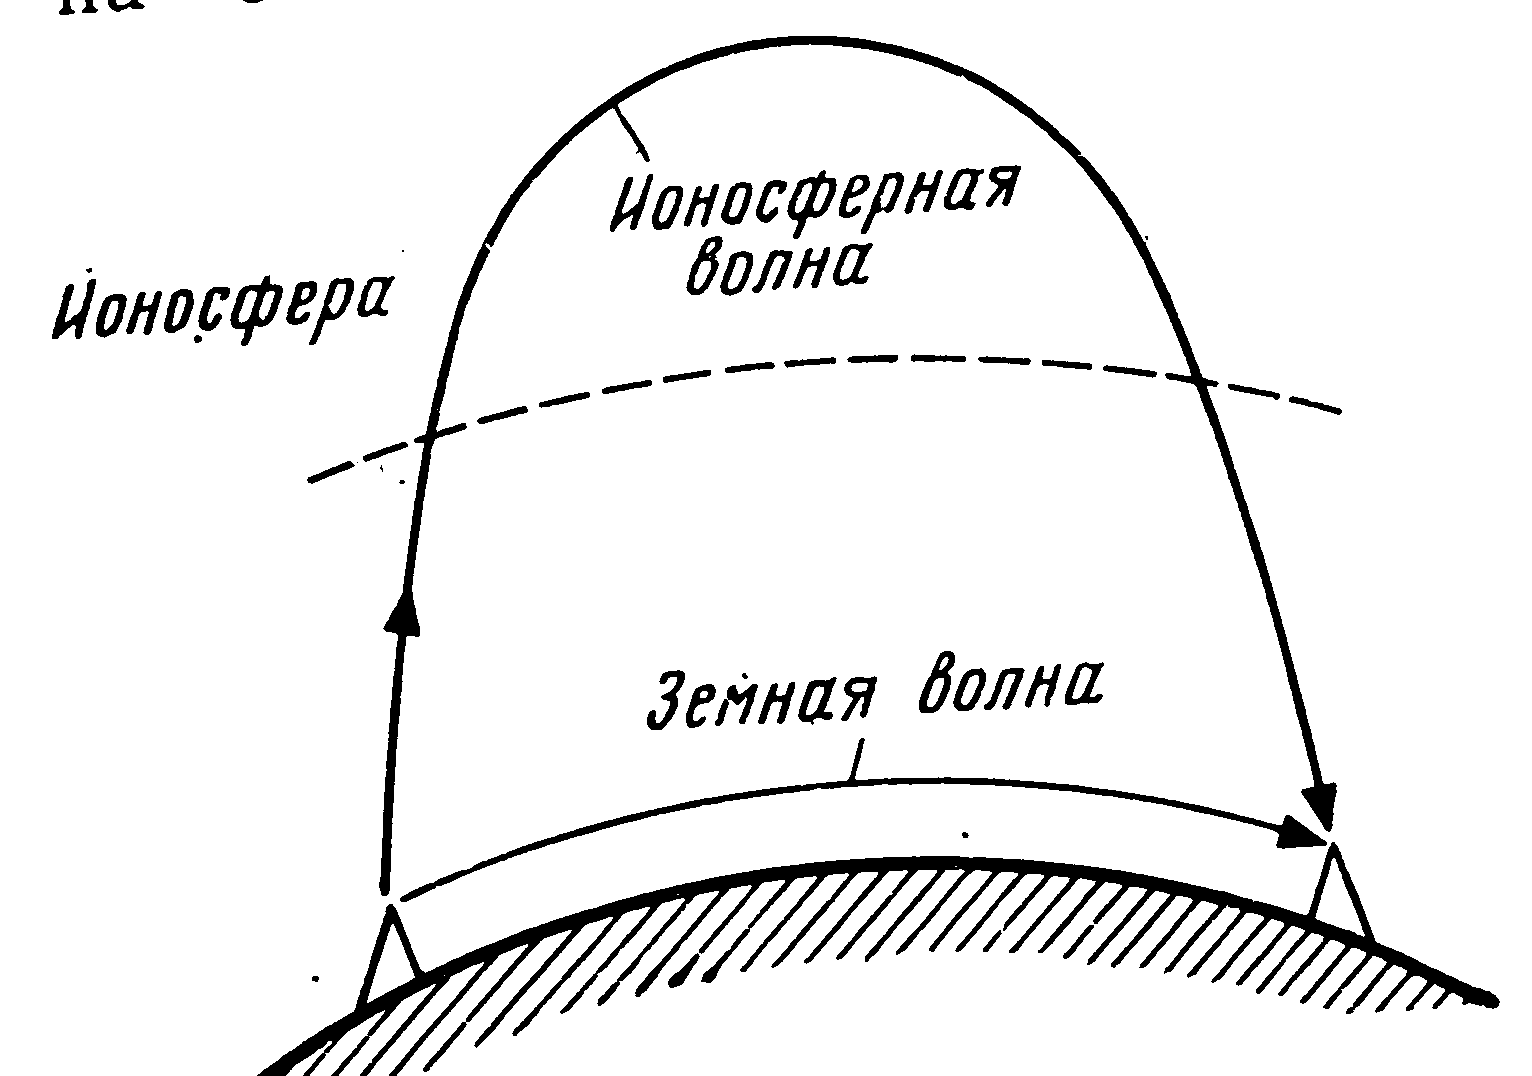 Ионосферная
волна
Ионосфера
Земная волна